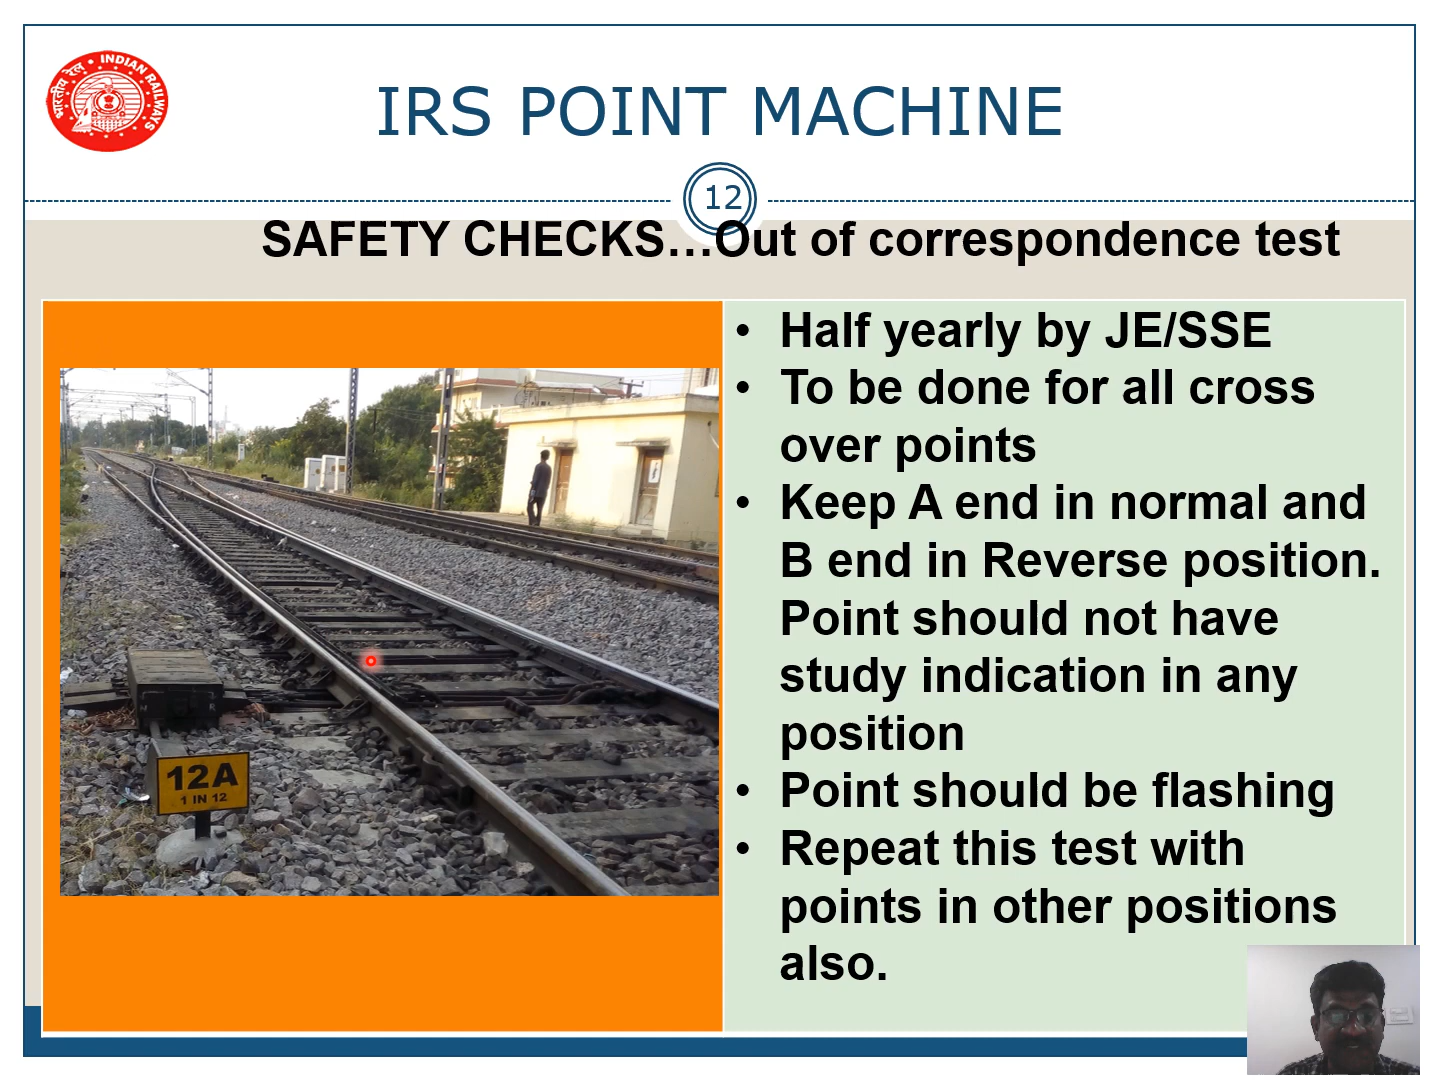 भारतीय रेल • INDIAN RAILWAYS
IRS POINT MACHINE
12
SAFETY CHECKS...Out of correspondence test
• Half yearly by JE/SSE
• To be done for all cross
over points
• Keep A end in normal and
B end in Reverse position.
Point should not have
study indication in any
position
• Point should be flashing
• Repeat this test with
points in other positions
also.
12A
1 IN 12